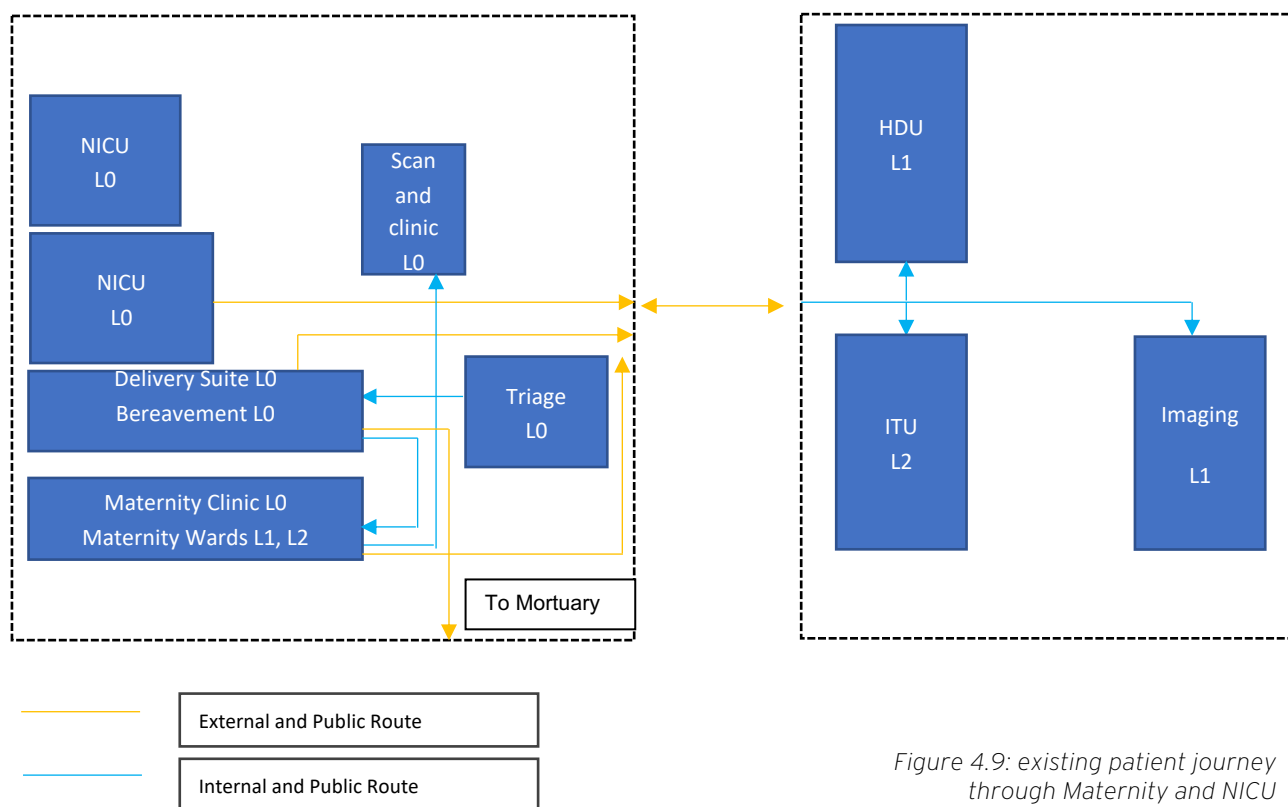 NICU
L0
NICU
L0
Scan
and
clinic
L0
Delivery Suite L0
Bereavement L0
Triage
L0
Maternity Clinic L0
Maternity Wards L1, L2
To Mortuary
HDU
L1
ITU
L2
Imaging
L1
External and Public Route
Internal and Public Route
Figure 4.9: existing patient journey
through Maternity and NICU